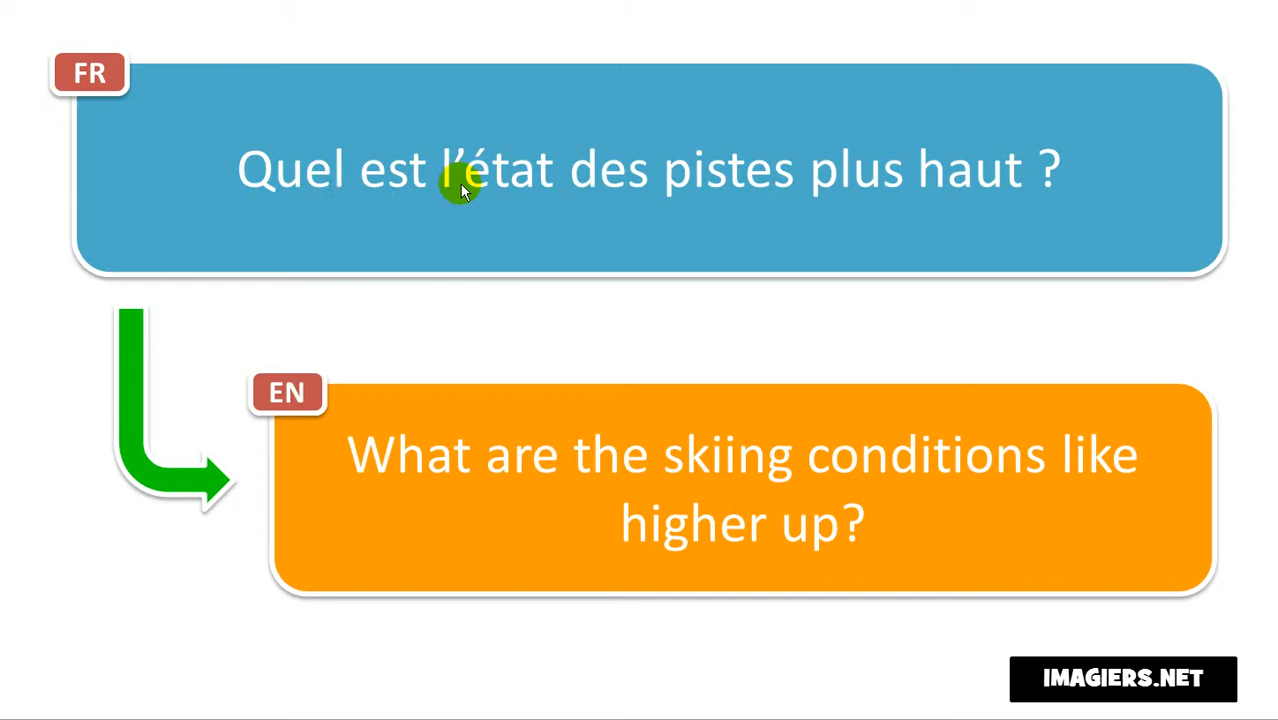 FR
Quel est l’état des pistes plus haut ?
EN
What are the skiing conditions like
higher up?
IMAGIERS.NET